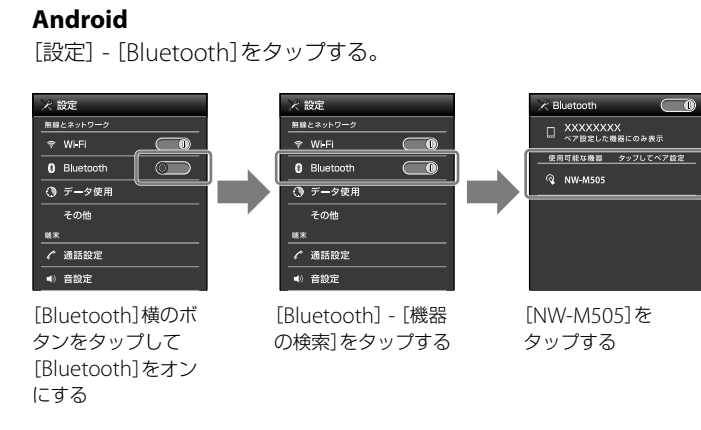 Android
[設定] - [Bluetooth]をタップする。
設定
無線とネットワーク
Wi-Fi
Bluetooth
データ使用
その他
端末
通話設定
音設定
[Bluetooth]横のボ
タンをタップして
[Bluetooth]をオン
にする
設定
無線とネットワーク
Wi-Fi
Bluetooth
データ使用
その他
端末
通話設定
音設定
[Bluetooth] - [機器
の検索]をタップする
Bluetooth
XXXXXXXX
ペア設定した機器にのみ表示
使用可能な機器 タップしてペア設定
NW-M505
[NW-M505]を
タップする